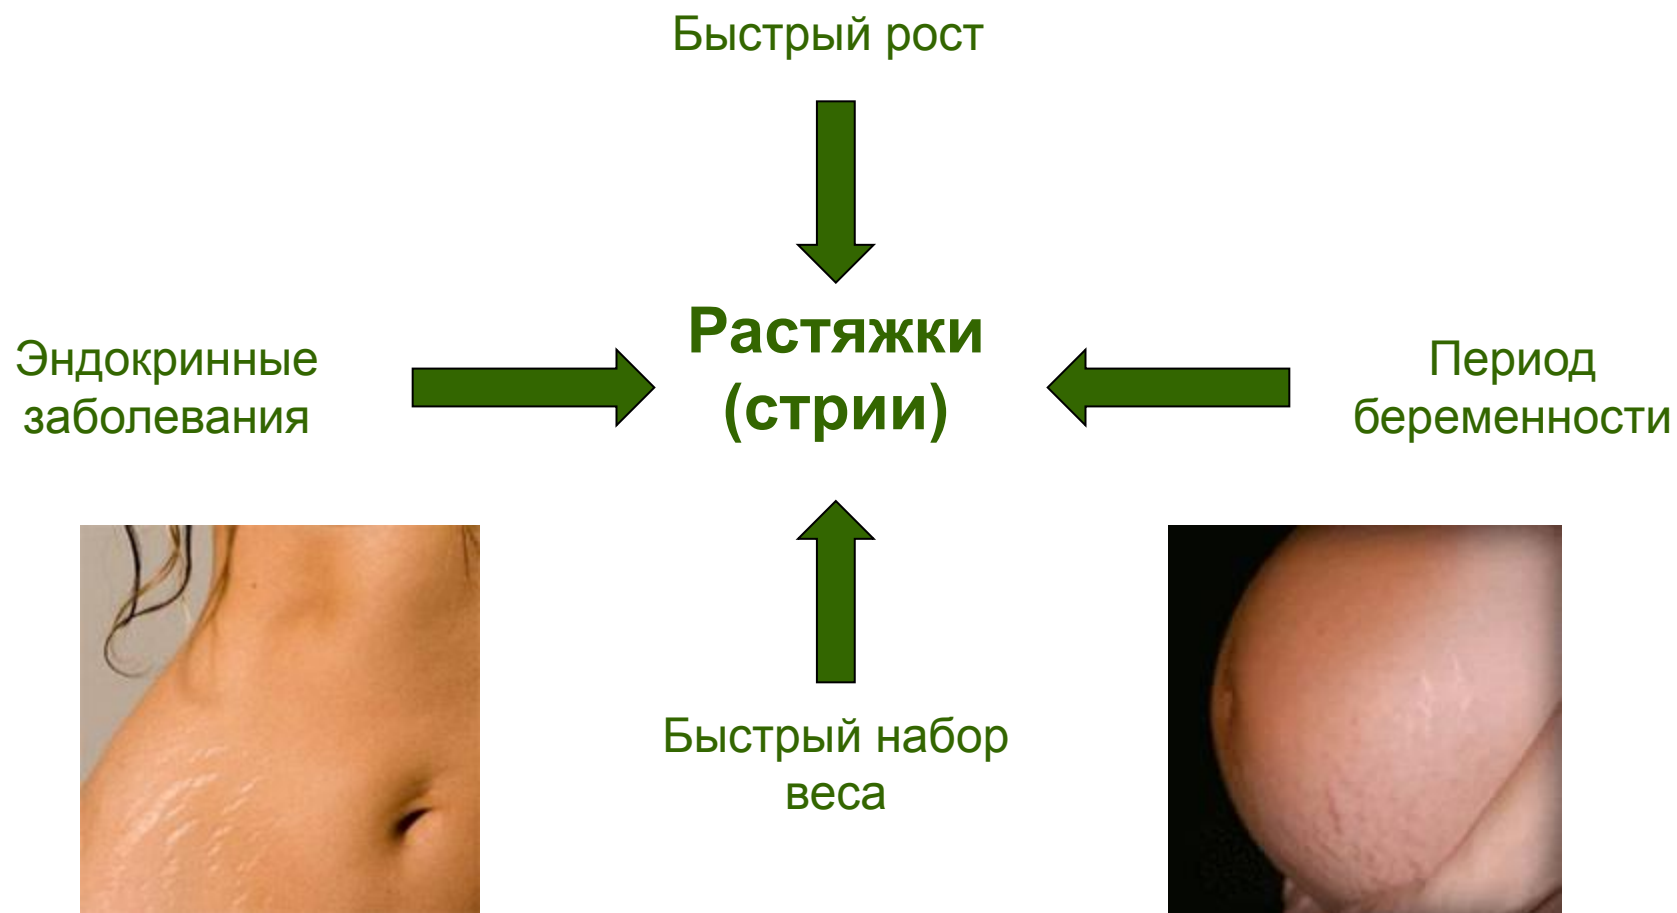 Быстрый рост
Растяжки
(стрии)
Эндокринные
заболевания
Период
беременности
Быстрый набор
веса